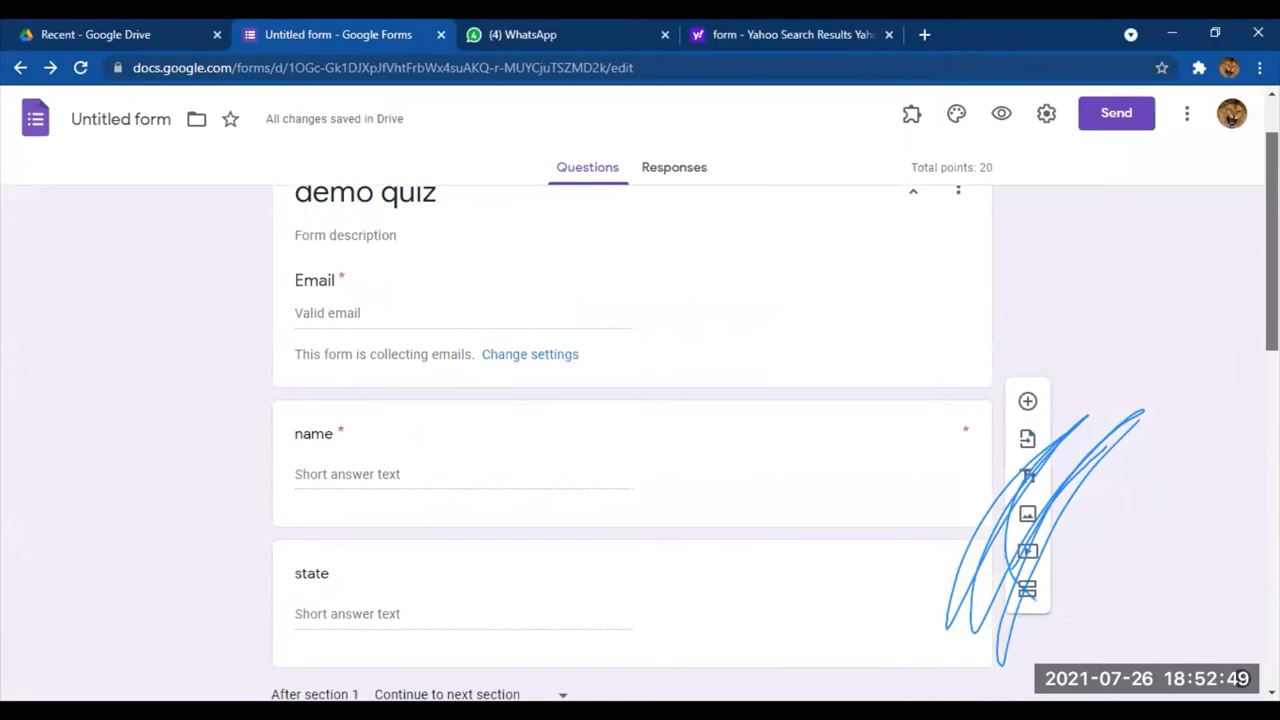 Recent - Google Drive
Untitled form - Google Forms
(4) WhatsApp
form - Yahoo Search Results Yah
docs.google.com/forms/d/1OGc-Gk1DJXpJfVhtFrbWx4suAKQ-r-MUYCjuTSZMD2k/edit
Untitled form
All changes saved in Drive
Send
Questions
Responses
Total points: 20
demo quiz
Form description
Email *
Valid email
This form is collecting emails. Change settings
name *
*
Short answer text
state
Short answer text
After section 1 Continue to next section
2021-07-26 18:52:49